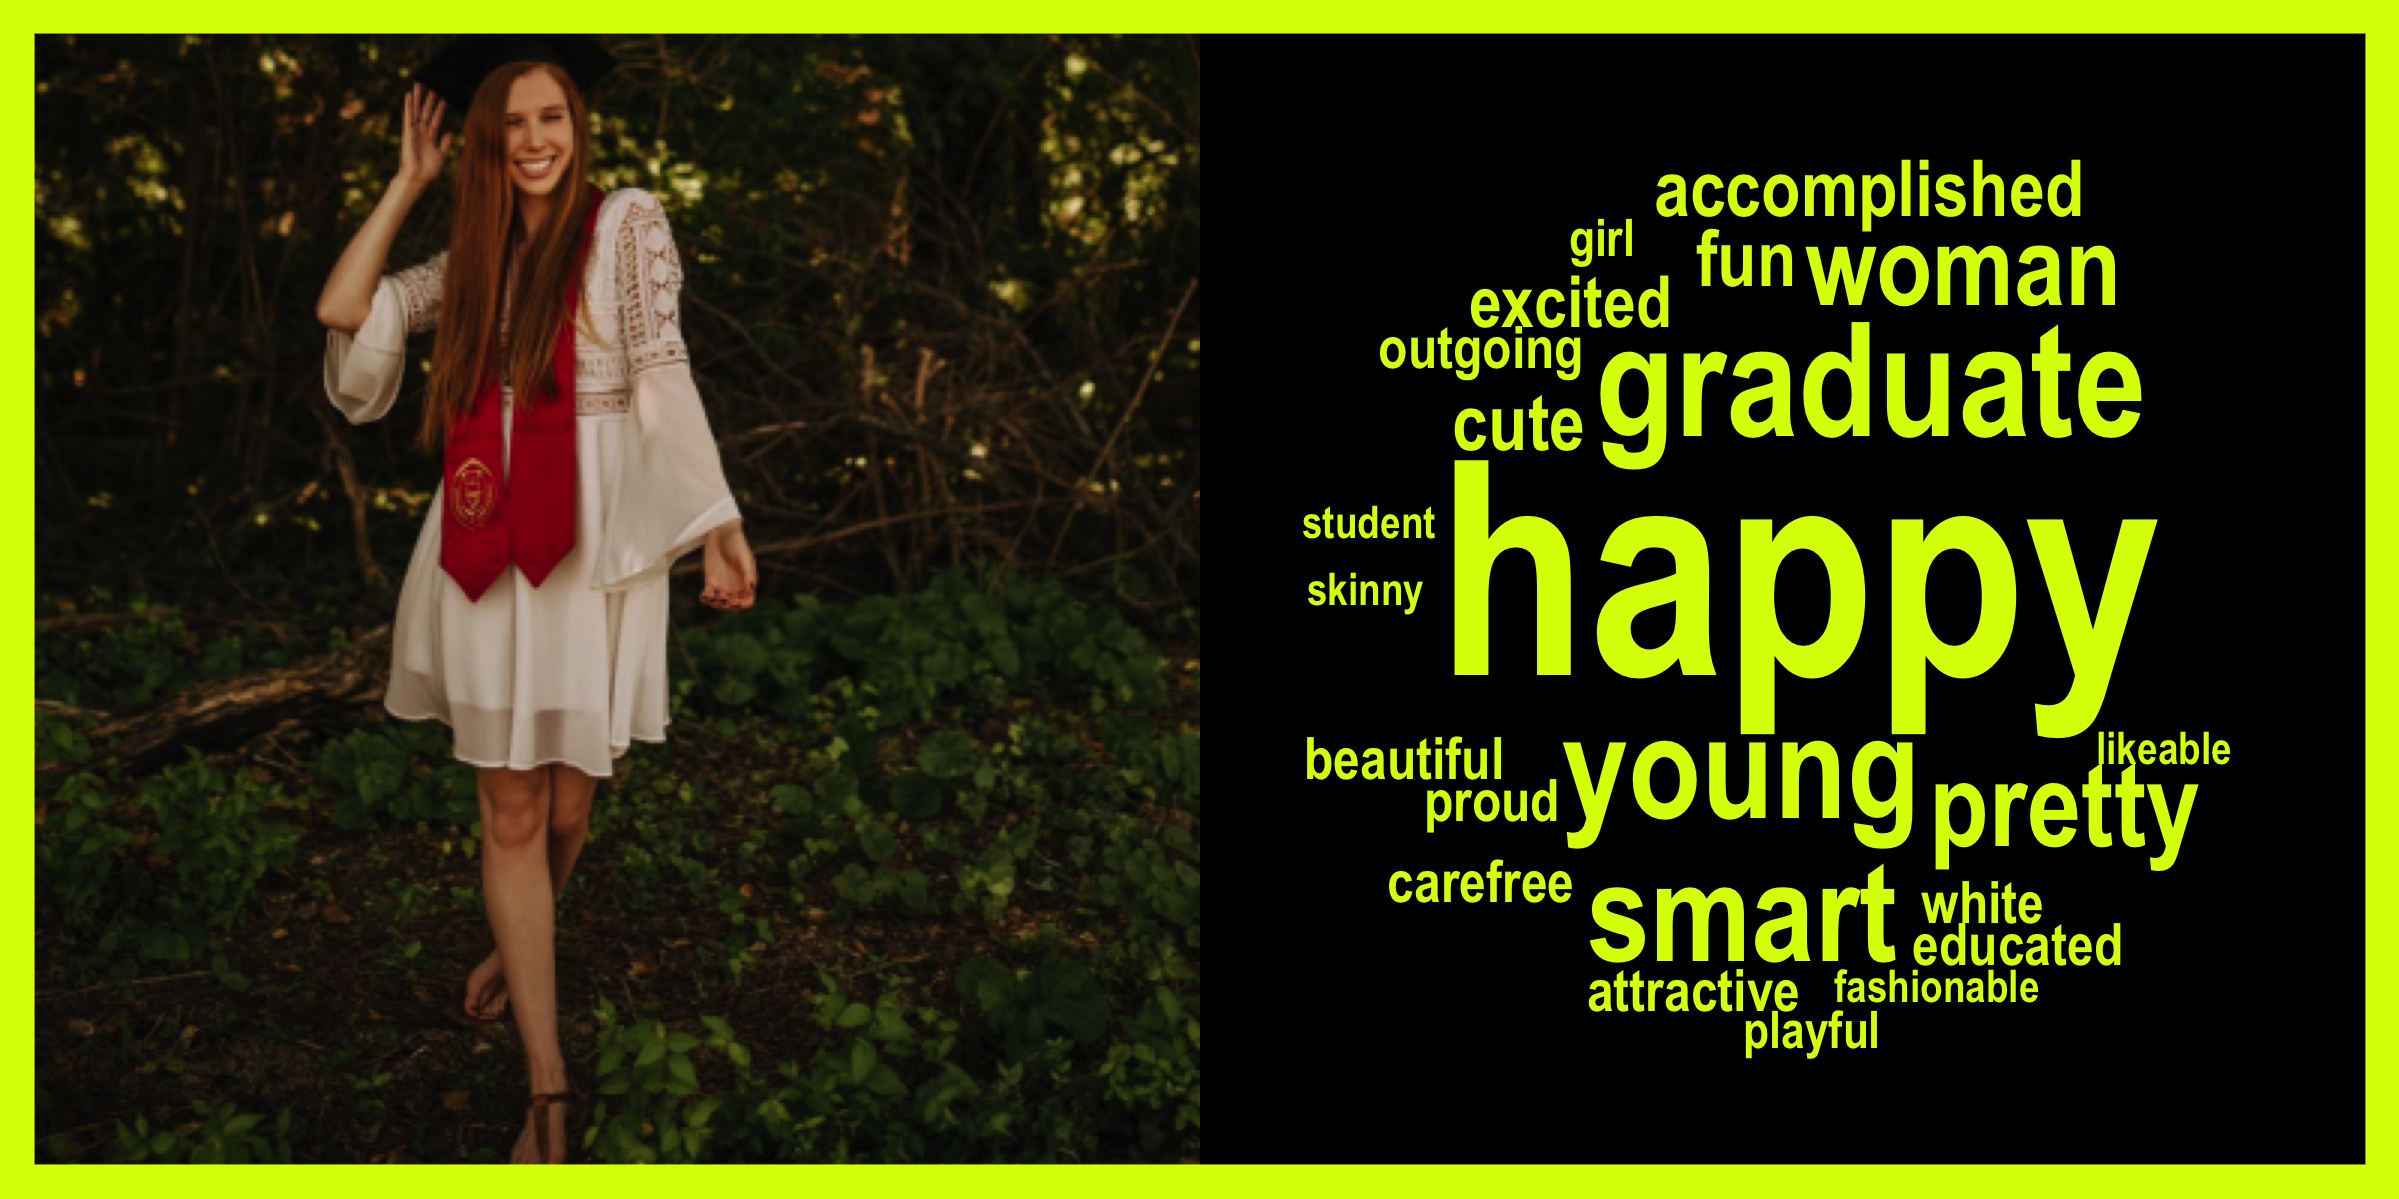 accomplished
girl
fun woman
excited
outgoing
graduate
cute
happy
student
skinny
beautiful
likeable
proud
young
pretty
carefree
smart
white
educated
attractive
fashionable
playful